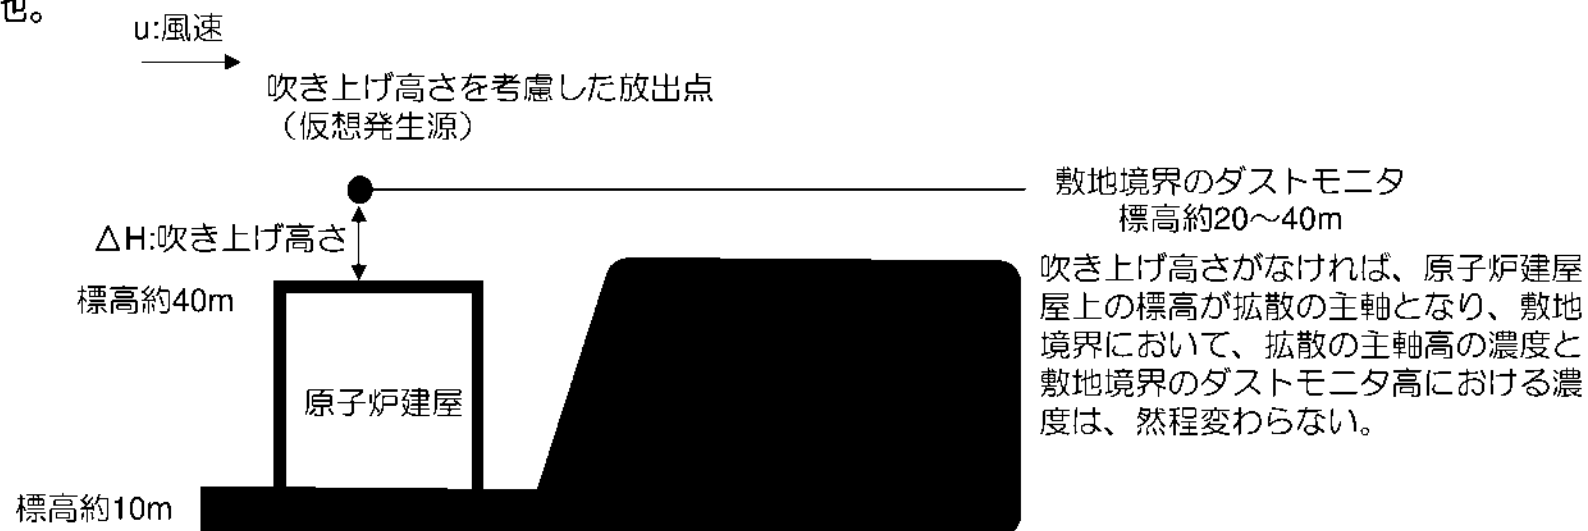 也。
u:風速
吹き上げ高さを考慮した放出点
（仮想発生源）
敷地境界のダストモニタ
標高約20～40m
△H:吹き上げ高さ
標高約40m
吹き上げ高さがなければ、原子炉建屋
屋上の標高が拡散の主軸となり、敷地
境界において、拡散の主軸高の濃度と
敷地境界のダストモニタ高における濃
度は、然程変わらない。
原子炉建屋
標高約10m